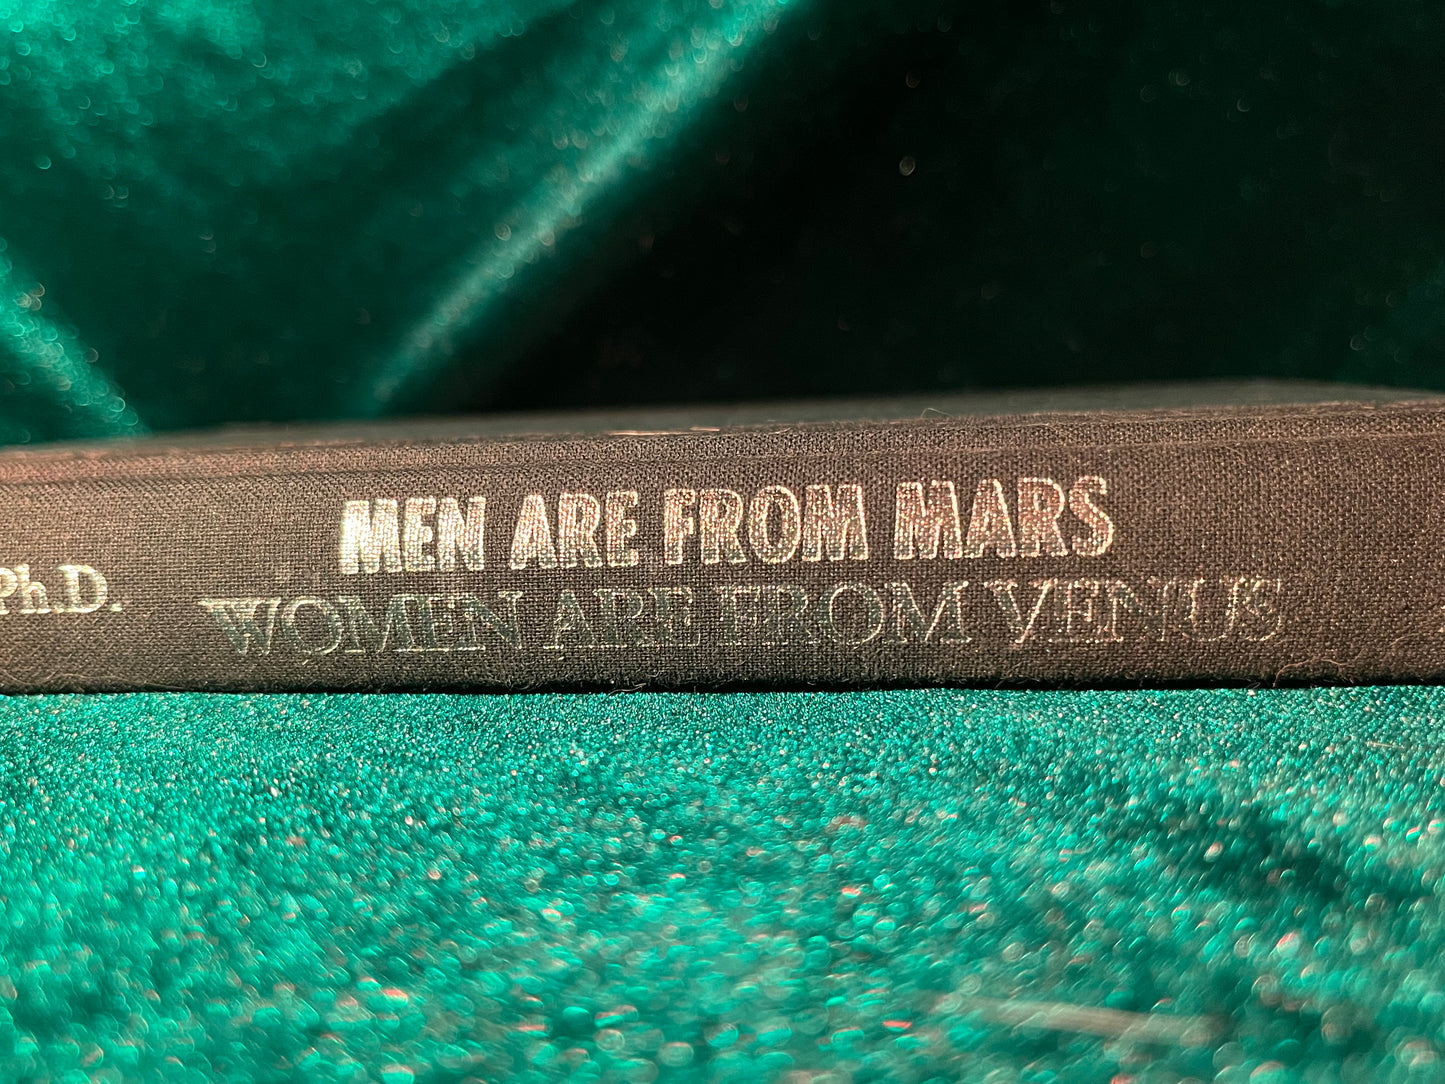 Ph.D.
MEN ARE FROM MARS
WOMEN ARE FROM VENUS